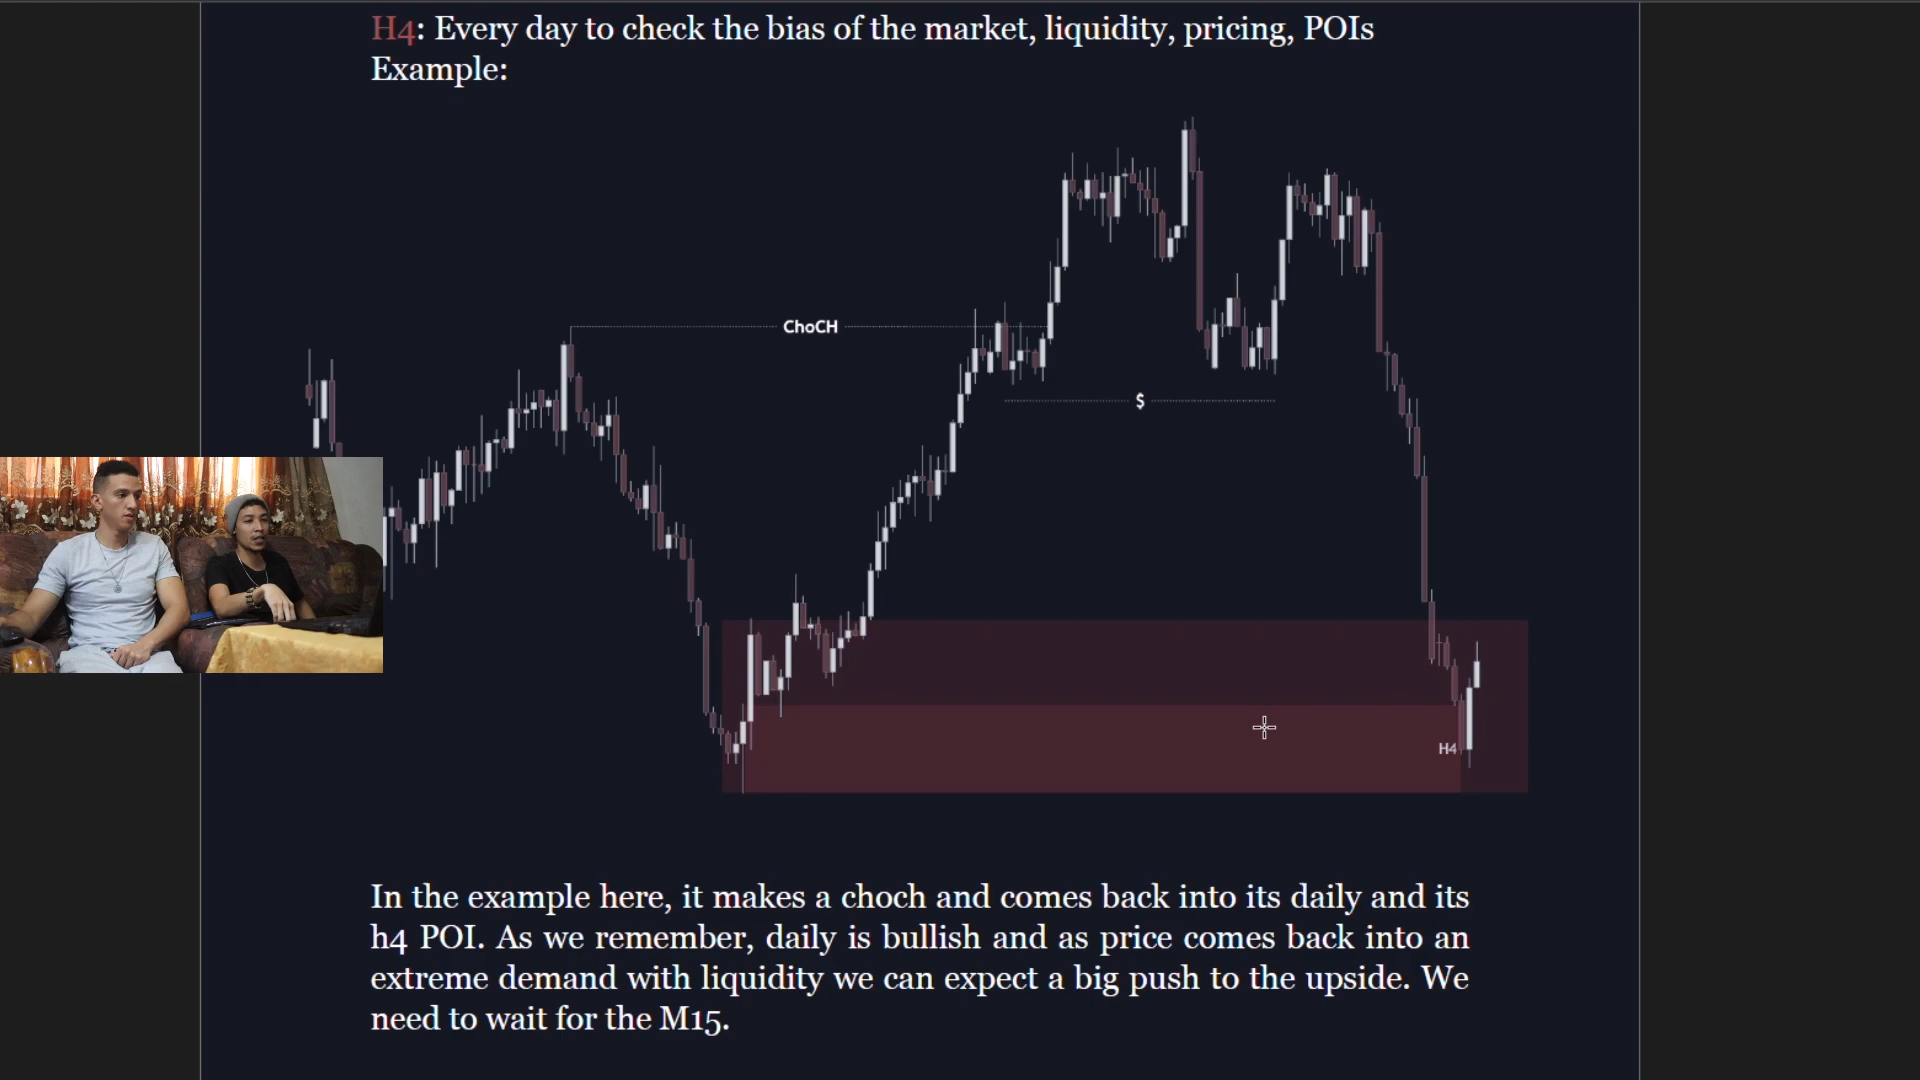 H4: Every day to check the bias of the market, liquidity, pricing, POIs
Example:
ChoCH
$
H4
In the example here, it makes a choch and comes back into its daily and its
h4 POI. As we remember, daily is bullish and as price comes back into an
extreme demand with liquidity we can expect a big push to the upside. We
need to wait for the M15.